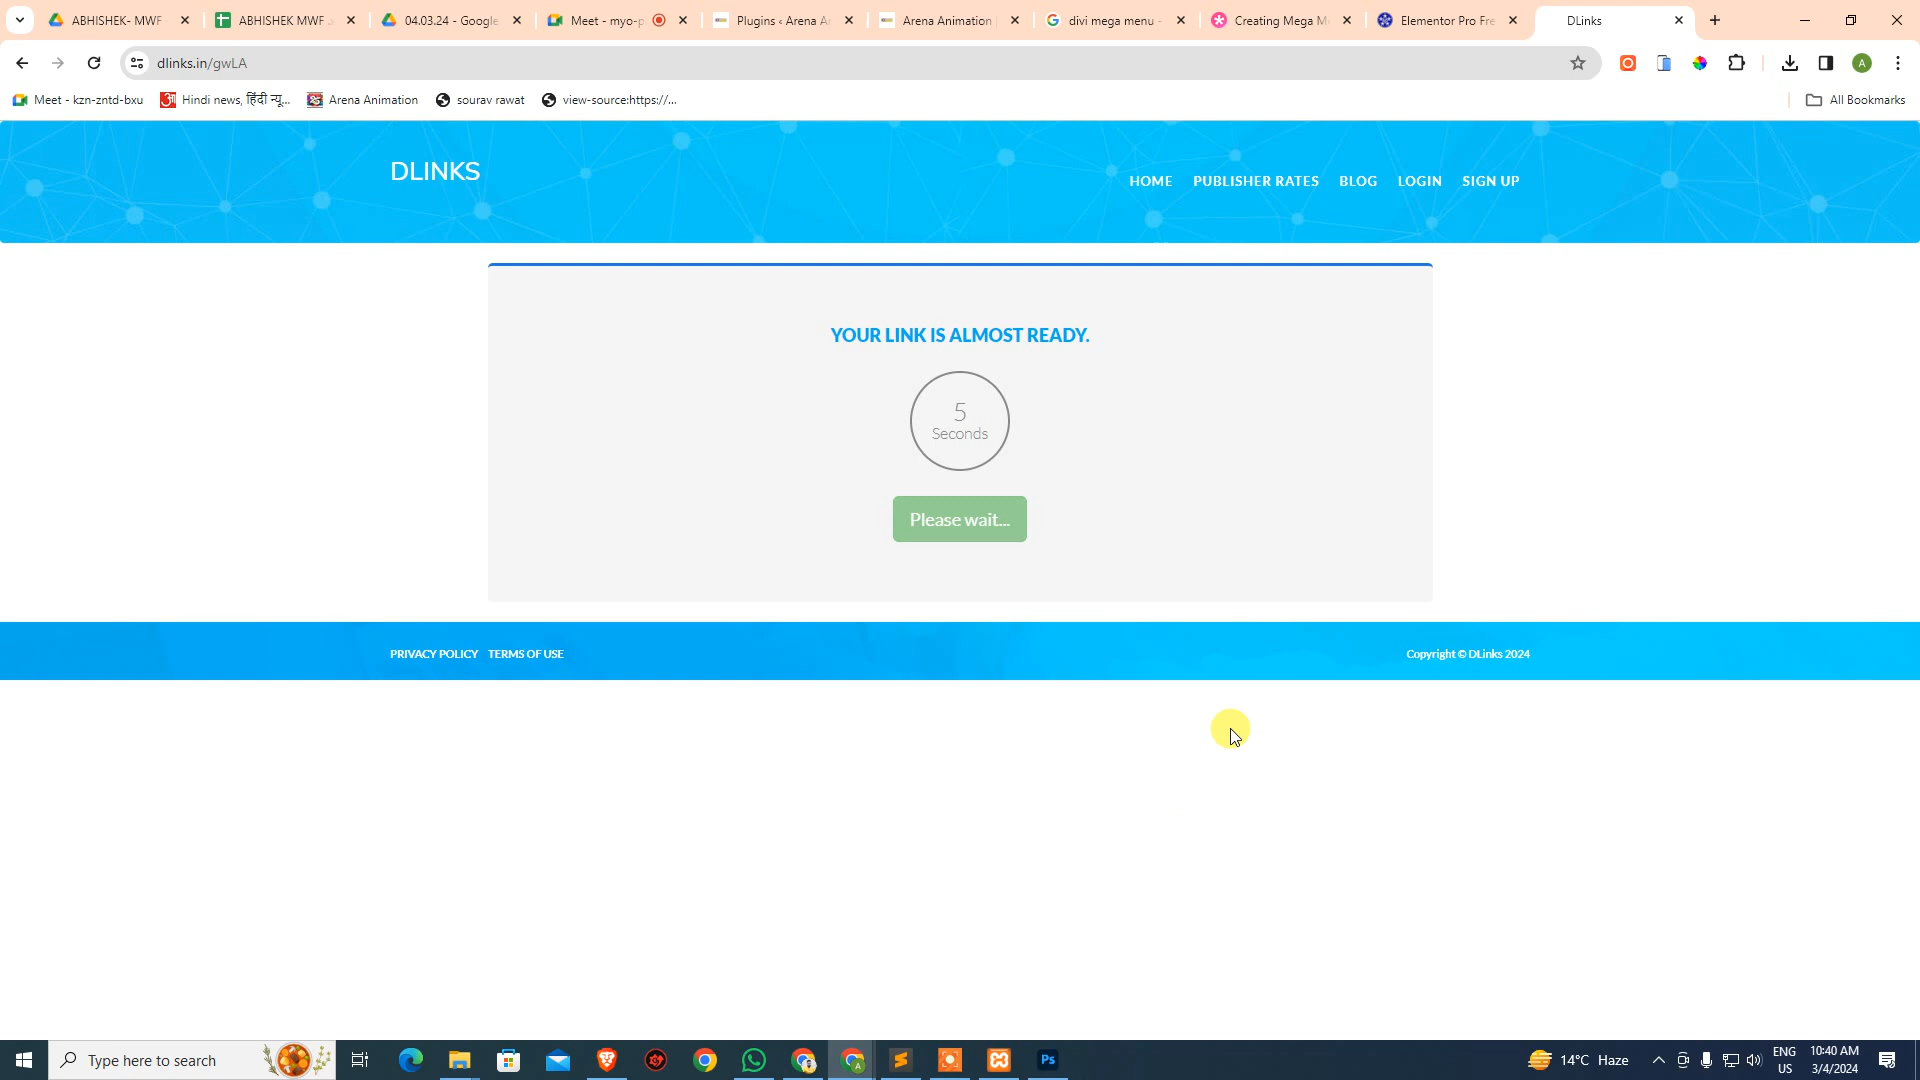 ABHISHEK- MWF
ABHISHEK MWF
04.03.24 - Google
Meet - myo-p
Plugins ‹ Arena A
Arena Animation
divi mega menu -
Creating Mega M
Elementor Pro Fre
DLinks
dlinks.in/gwLA
Meet - kzn-zntd-bxu
Hindi news, हिंदी न्यू...
Arena Animation
sourav rawat
view-source:https://...
All Bookmarks
DLINKS
HOME PUBLISHER RATES BLOG LOGIN SIGN UP
YOUR LINK IS ALMOST READY.
5
Seconds
Please wait...
PRIVACY POLICY TERMS OF USE
Copyright © DLinks 2024
Type here to search
14°C Haze
ENG
US
10:40 AM
3/4/2024